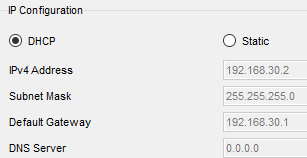 IP Configuration
DHCP Static
IPv4 Address 192.168.30.2
Subnet Mask 255.255.255.0
Default Gateway 192.168.30.1
DNS Server 0.0.0.0